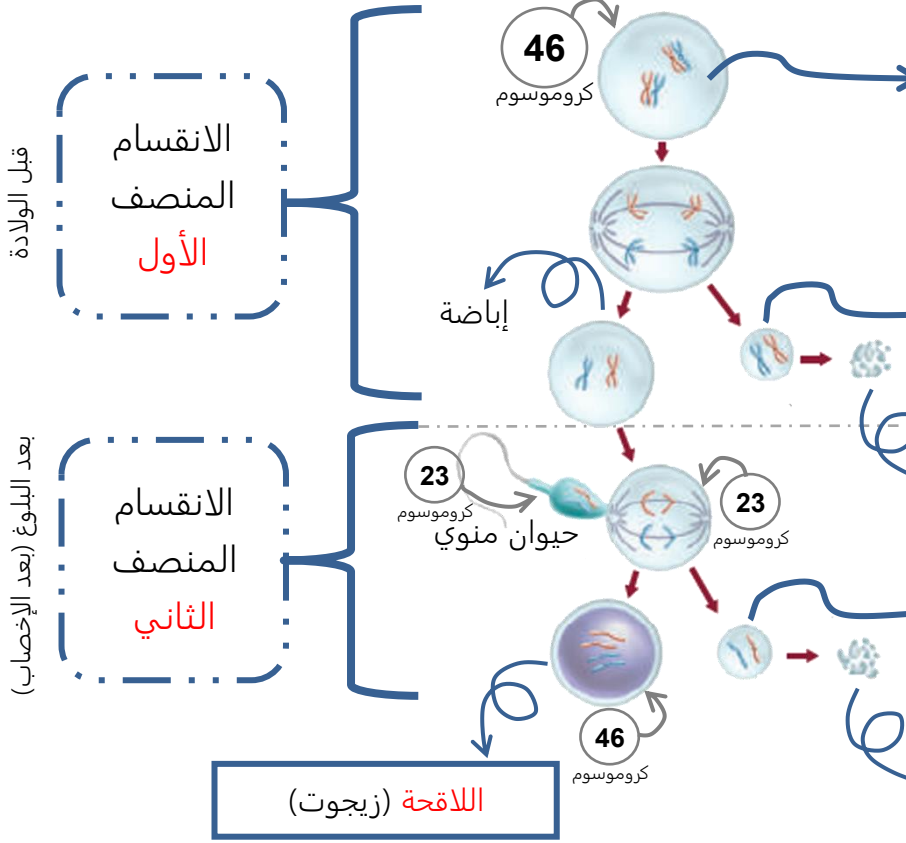 46
كروموسوم
قبل الولادة
الانقسام
المنصف
الأول
إباضة
بعد البلوغ (بعد الإخصاب)
الانقسام
المنصف
الثاني
23
كروموسوم
حيوان منوي
23
كروموسوم
46
كروموسوم
اللاقحة (زيجوت)